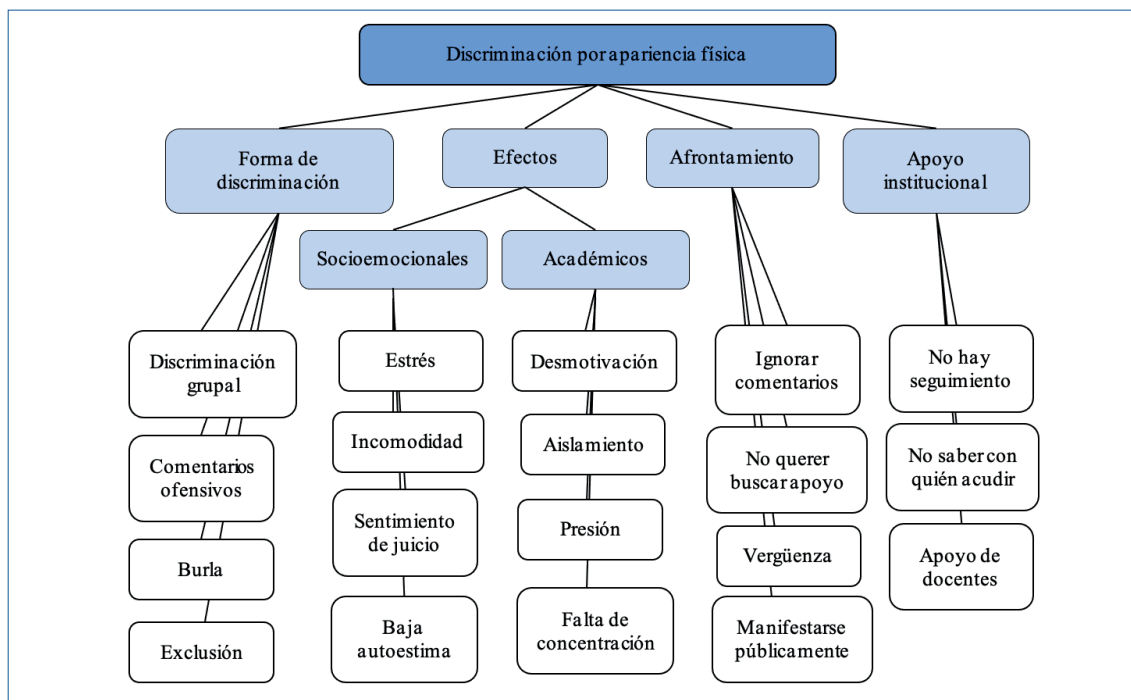 Discriminación por apariencia física
Forma de
discriminación
Efectos
Afrontamiento
Apoyo
institucional
Socioemocionales
Académicos
Discriminación
grupal
Comentarios
ofensivos
Burla
Exclusión
Estrés
Incomodidad
Sentimiento
de juicio
Baja
autoestima
Desmotivación
Aislamiento
Presión
Falta de
concentración
Ignorar
comentarios
No querer
buscar apoyo
Vergüenza
Manifestarse
públicamente
No hay
seguimiento
No saber con
quién acudir
Apoyo de
docentes